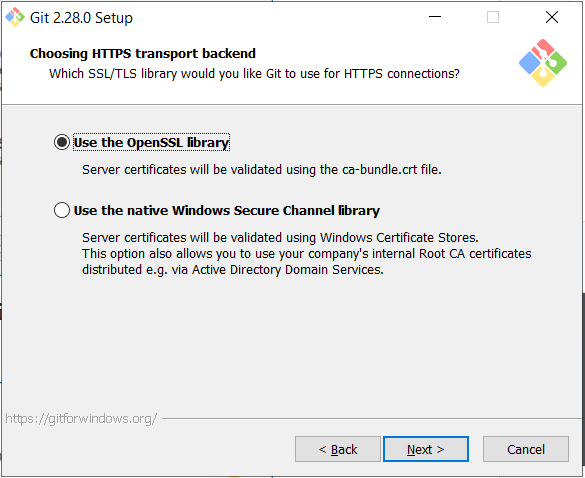 Git 2.28.0 Setup
Choosing HTTPS transport backend
Which SSL/TLS library would you like Git to use for HTTPS connections?
Use the OpenSSL library
Server certificates will be validated using the ca-bundle.crt file.
Use the native Windows Secure Channel library
Server certificates will be validated using Windows Certificate Stores.
This option also allows you to use your company's internal Root CA certificates
distributed e.g. via Active Directory Domain Services.
https://gitforwindows.org/
< Back
Next >
Cancel